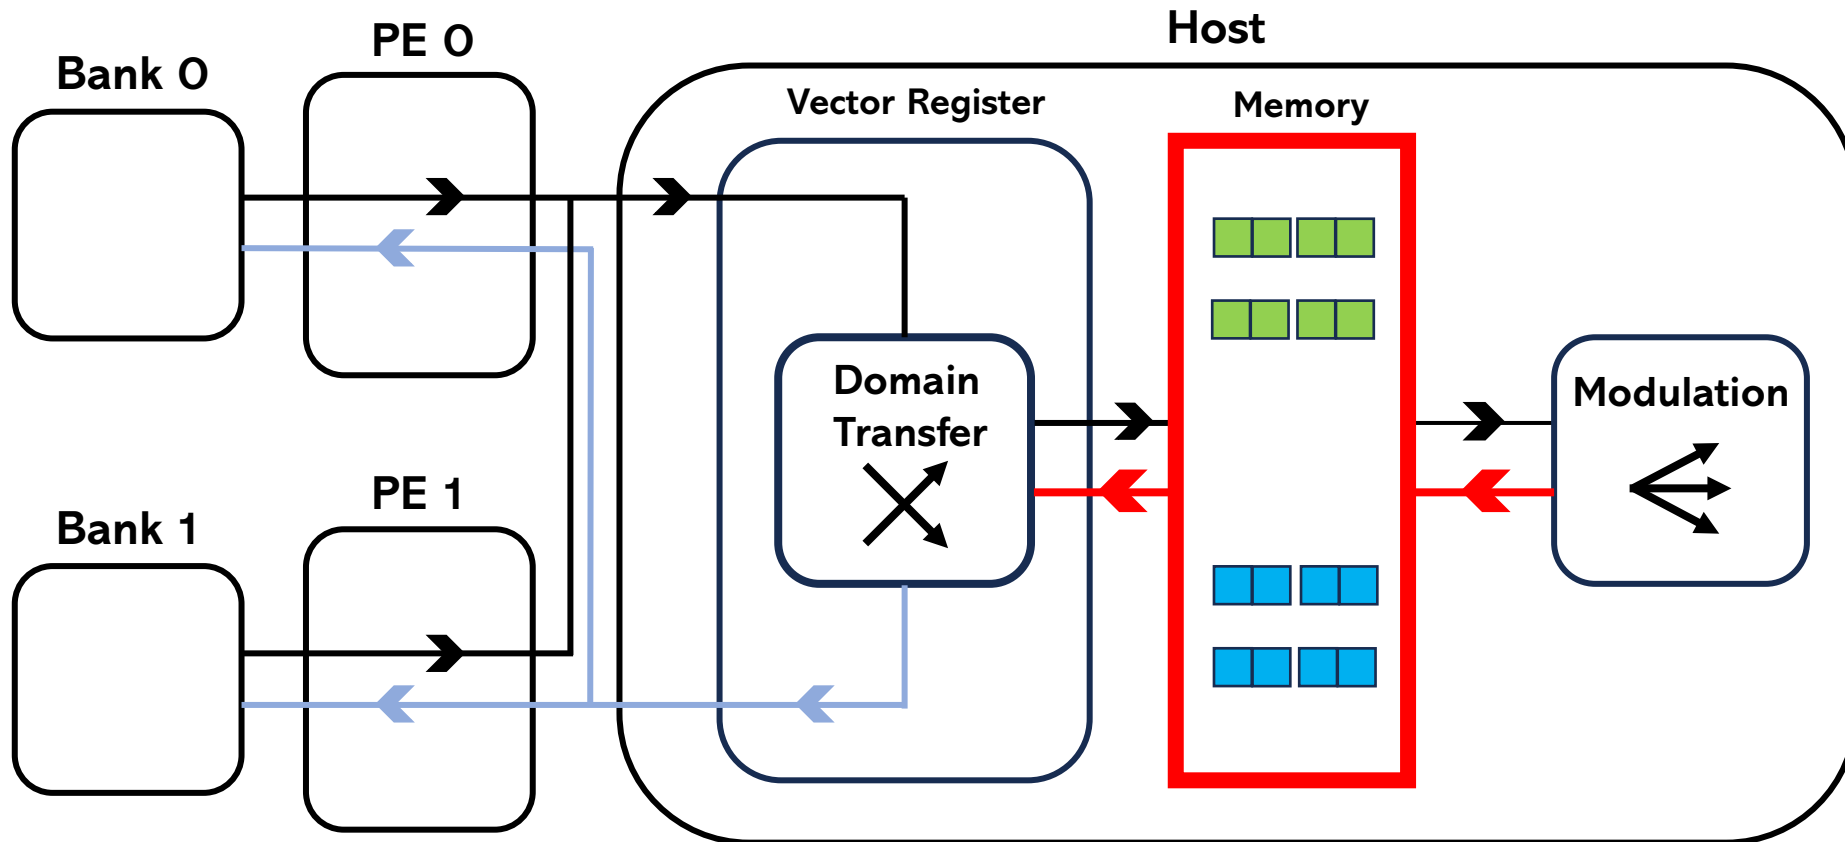 Host
PE 0
Bank 0
Vector Register
Memory
Domain
Transfer
Modulation
PE 1
Bank 1